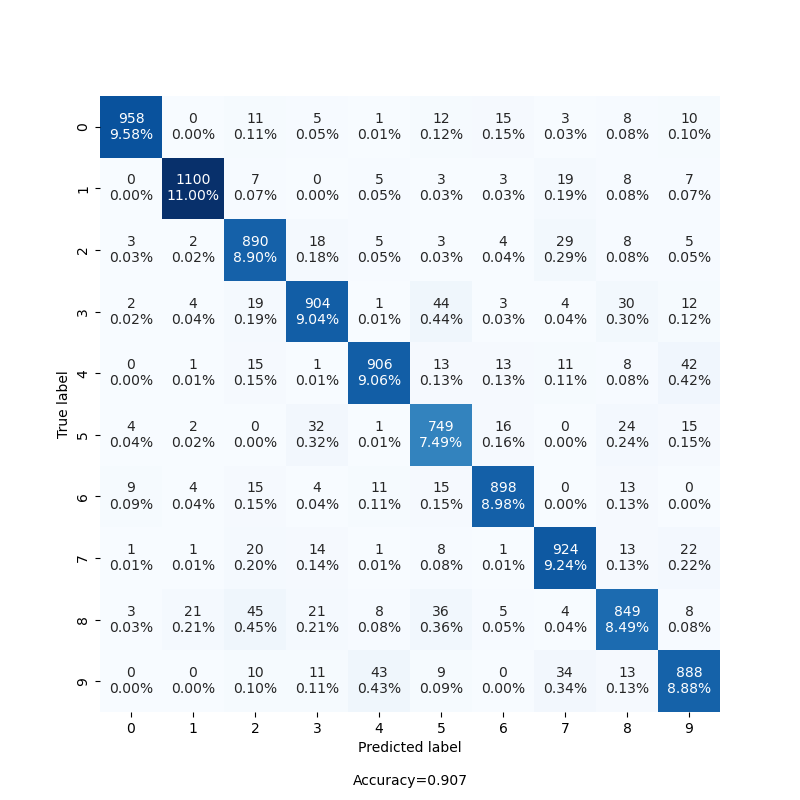 958 0 11 5 1 12 15 3 8 10
9.58% 0.00% 0.11% 0.05% 0.01% 0.12% 0.15% 0.03% 0.08% 0.10%
0
0 1100 7 0 5 3 3 19 8 7
0.00% 11.00% 0.07% 0.00% 0.05% 0.03% 0.03% 0.19% 0.08% 0.07%
1
3 2 890 18 5 3 4 29 8 5
0.03% 0.02% 8.90% 0.18% 0.05% 0.03% 0.04% 0.29% 0.08% 0.05%
2
2 4 19 904 1 44 3 4 30 12
0.02% 0.04% 0.19% 9.04% 0.01% 0.44% 0.03% 0.04% 0.30% 0.12%
3
0 1 15 1 906 13 13 11 8 42
0.00% 0.01% 0.15% 0.01% 9.06% 0.13% 0.13% 0.11% 0.08% 0.42%
4
True label
4 2 0 32 1 749 16 0 24 15
0.04% 0.02% 0.00% 0.32% 0.01% 7.49% 0.16% 0.00% 0.24% 0.15%
5
9 4 15 4 11 15 898 0 13 0
0.09% 0.04% 0.15% 0.04% 0.11% 0.15% 8.98% 0.00% 0.13% 0.00%
6
1 1 20 14 1 8 1 924 13 22
0.01% 0.01% 0.20% 0.14% 0.01% 0.08% 0.01% 9.24% 0.13% 0.22%
7
3 21 45 21 8 36 5 4 849 8
0.03% 0.21% 0.45% 0.21% 0.08% 0.36% 0.05% 0.04% 8.49% 0.08%
8
0 0 10 11 43 9 0 34 13 888
0.00% 0.00% 0.10% 0.11% 0.43% 0.09% 0.00% 0.34% 0.13% 8.88%
9
0 1 2 3 4 5 6 7 8 9
Predicted label
Accuracy=0.907